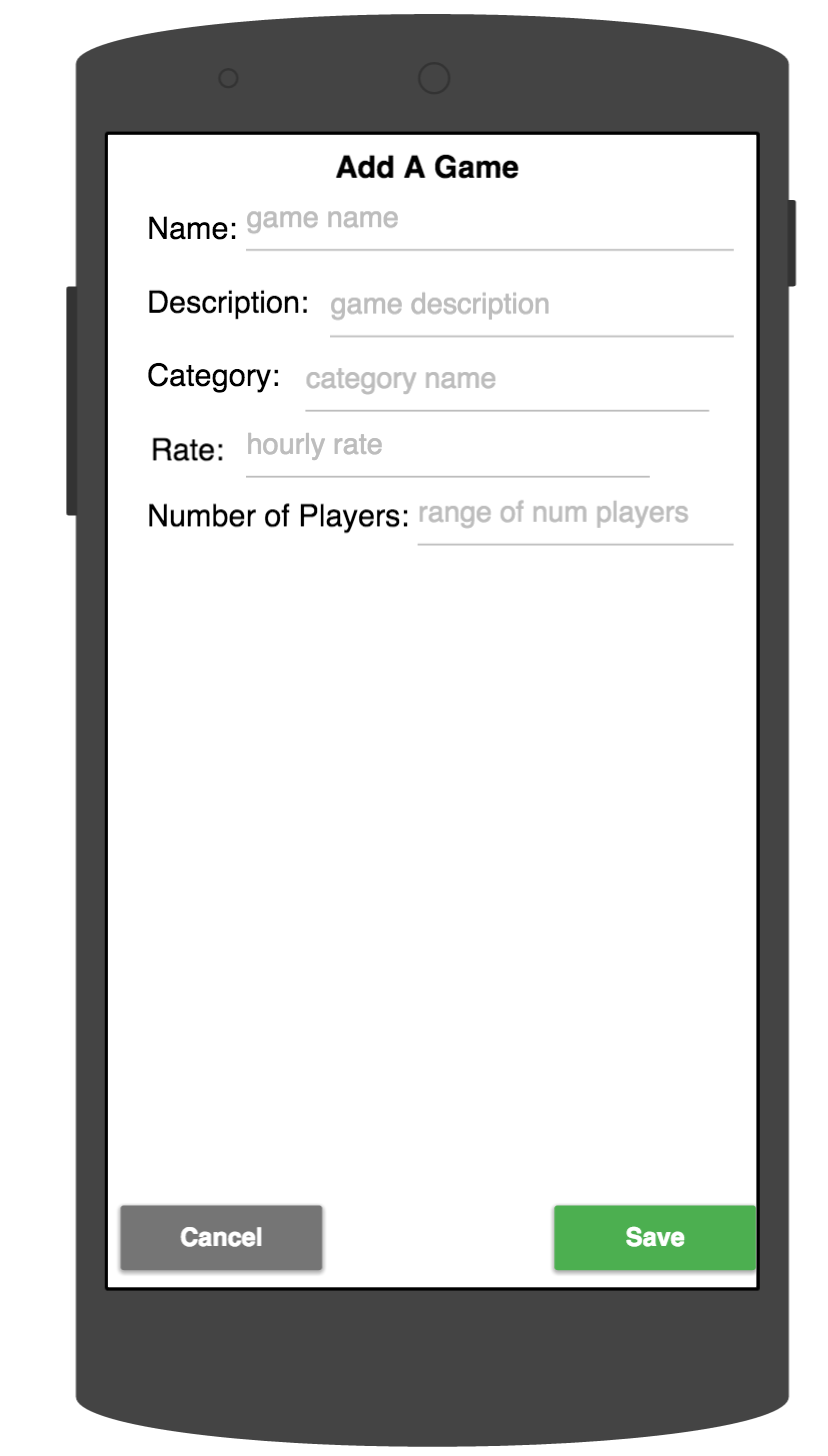 Add A Game
Name: game name
Description: game description
Category: category name
Rate: hourly rate
Number of Players: range of num players
Cancel Save